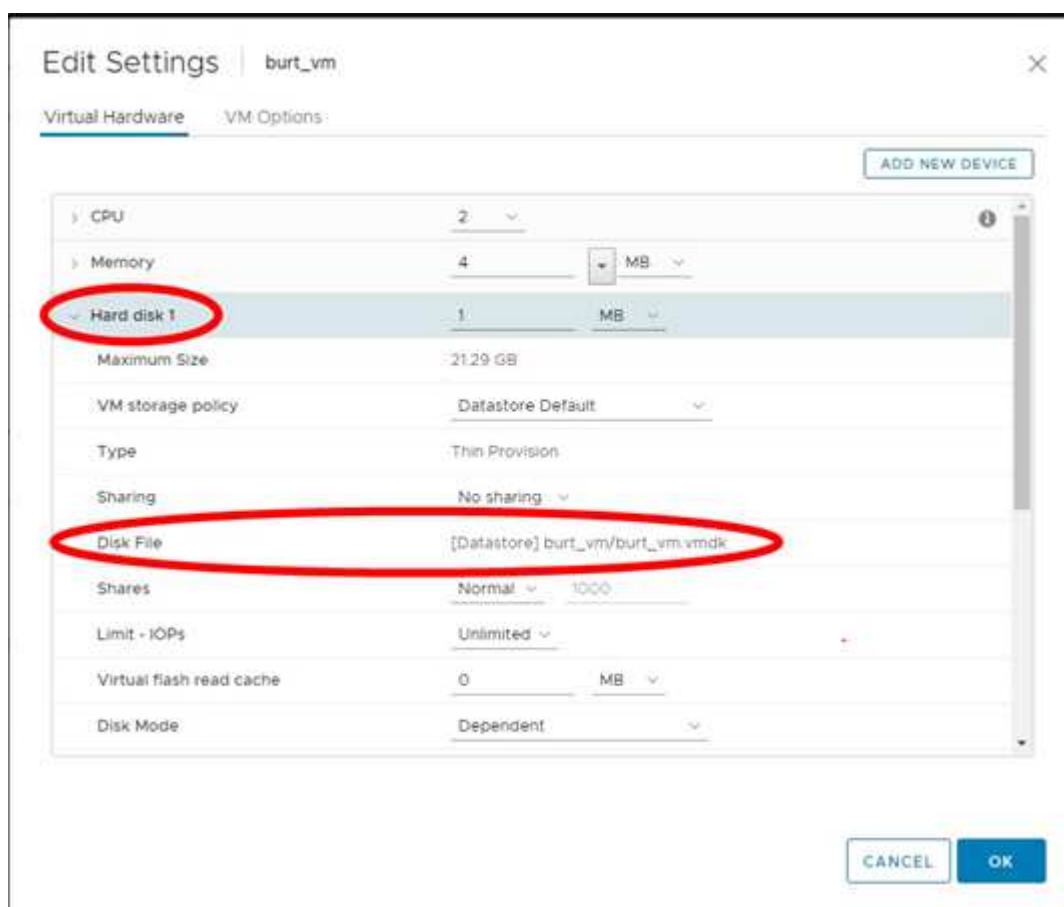 Edit Settings burt_vm
Virtual Hardware VM Options
ADD NEW DEVICE
CPU 2
Memory 4 MB
Hard disk 1 1 MB
Maximum Size 21.29 GB
VM storage policy Datastore Default
Type Thin Provision
Sharing No sharing
Disk File [Datastore] burt_vm/burt_vm.vmdk
Shares Normal 1000
Limit - IOPs Unlimited
Virtual flash read cache 0 MB
Disk Mode Dependent
CANCEL OK